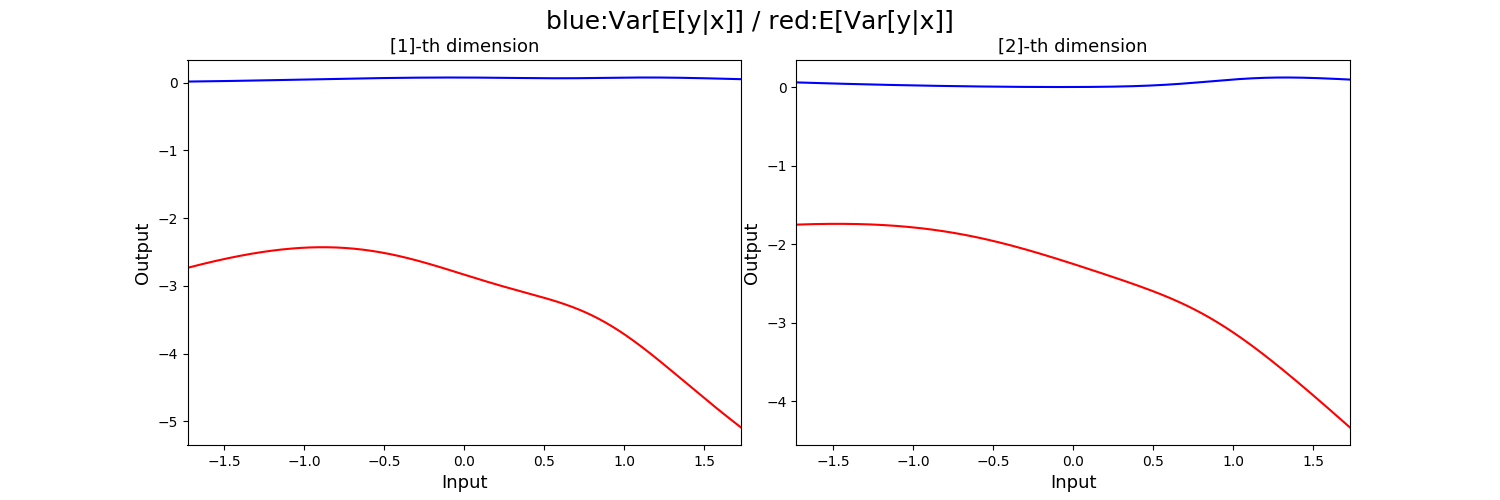 blue:Var[E[y|x]] / red:E[Var[y|x]]
[1]-th dimension
Output
0
−1
−2
−3
−4
−5
−1.5 −1.0 −0.5 0.0 0.5 1.0 1.5
Input
[2]-th dimension
Output
0
−1
−2
−3
−4
−1.5 −1.0 −0.5 0.0 0.5 1.0 1.5
Input